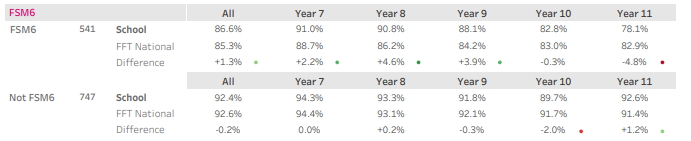 FSM6 All Year 7 Year 8 Year 9 Year 10 Year 11
FSM6 541 School 86.6% 91.0% 90.8% 88.1% 82.8% 78.1%
FFT National 85.3% 88.7% 86.2% 84.2% 83.0% 82.9%
Difference +1.3% +2.2% +4.6% +3.9% -0.3% -4.8%
All Year 7 Year 8 Year 9 Year 10 Year 11
Not FSM6 747 School 92.4% 94.3% 93.3% 91.8% 89.7% 92.6%
FFT National 92.6% 94.4% 93.1% 92.1% 91.7% 91.4%
Difference -0.2% 0.0% +0.2% -0.3% -2.0% +1.2%